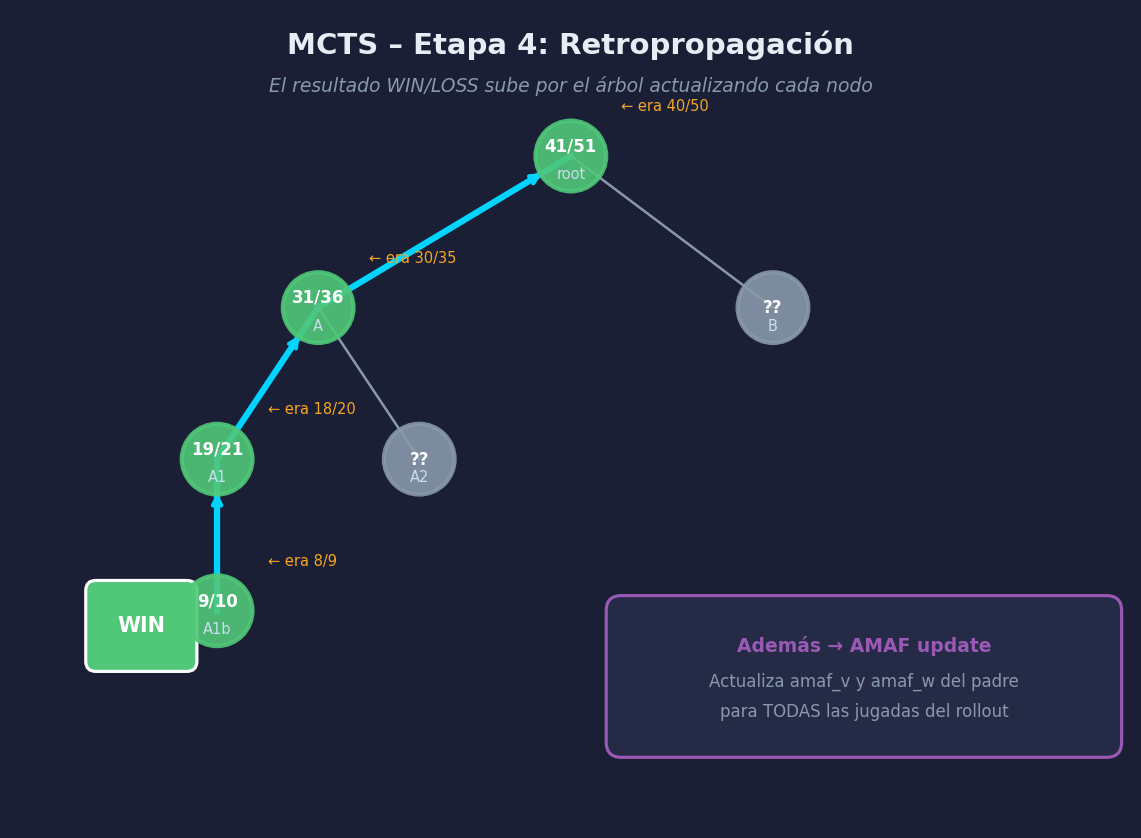 MCTS – Etapa 4: Retropropagación
El resultado WIN/LOSS sube por el árbol actualizando cada nodo
← era 40/50
41/51
root
← era 30/35
31/36
A
??
B
← era 18/20
19/21
A1
??
A2
← era 8/9
9/10
A1b
WIN
Además → AMAF update
Actualiza amaf_v y amaf_w del padre
para TODAS las jugadas del rollout